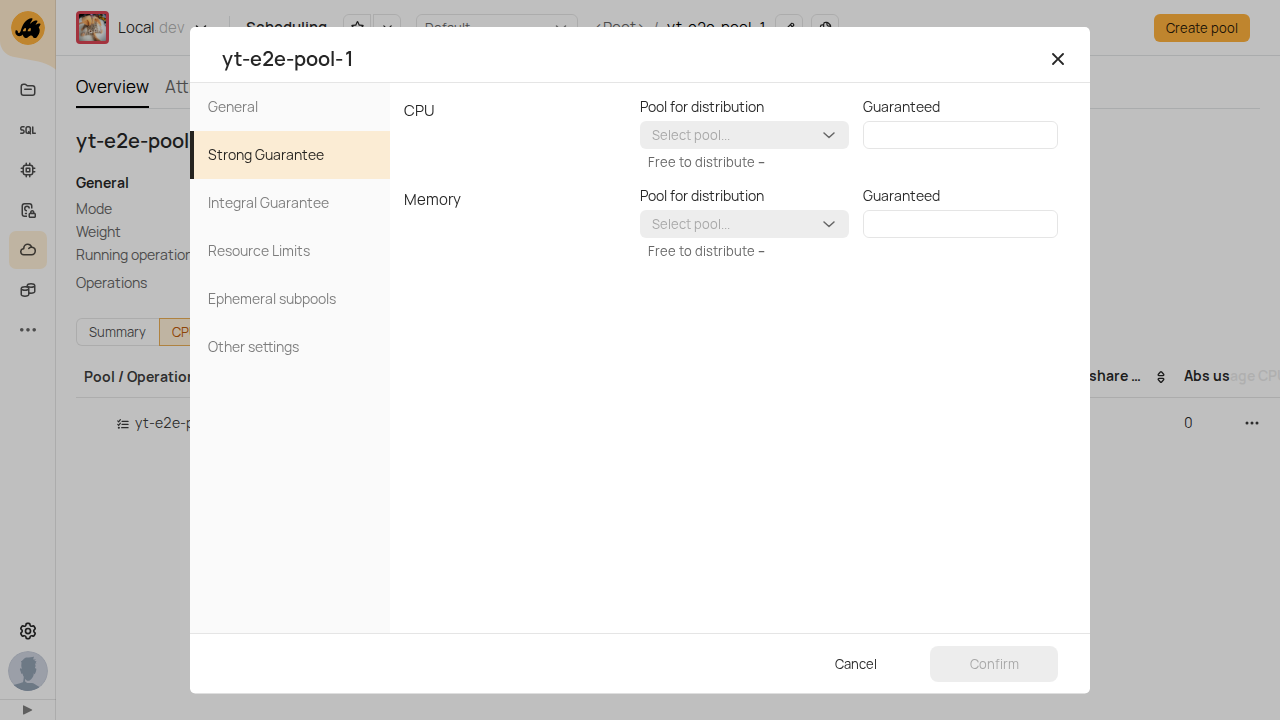 Local dev
Scheduling
Default
<Root> / yt-e2e-pool-1
Create pool
yt-e2e-pool-1
Overview
Att
SQL
General
CPU
Pool for distribution
Guaranteed
Select pool...
Free to distribute –
Strong Guarantee
yt-e2e-pool
General
Mode
Weight
Running operation
Operations
Integral Guarantee
Memory
Pool for distribution
Guaranteed
Select pool...
Free to distribute –
Resource Limits
Ephemeral subpools
Other settings
Summary
CP
Pool / Operation
share ...
Abs usage CP
yt-e2e-p
0
Cancel
Confirm